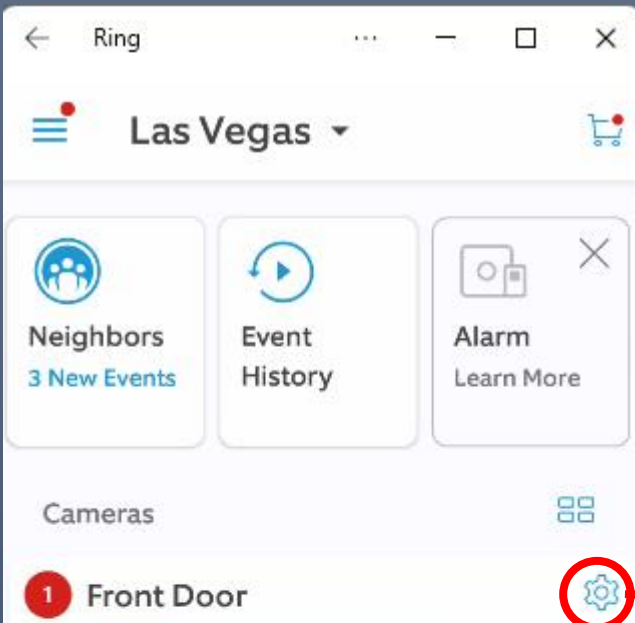 Ring
Las Vegas
Neighbors
3 New Events
Event
History
Alarm
Learn More
Cameras
1 Front Door